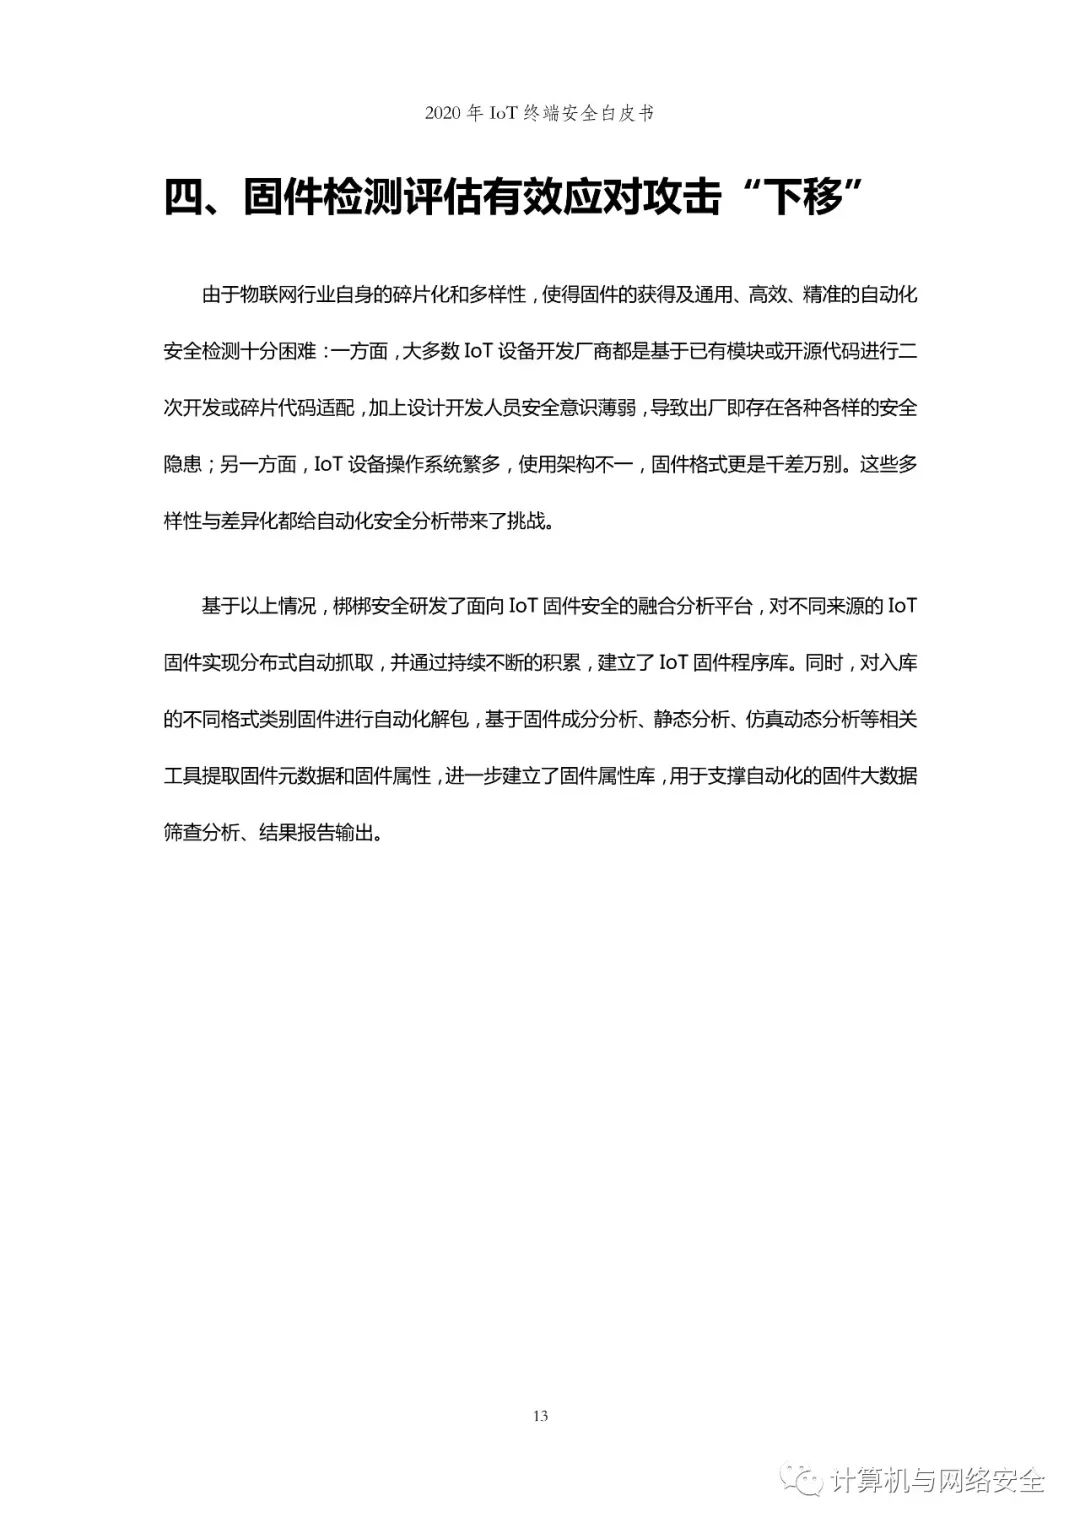 2020 年 IoT 终端安全白皮书
四、固件检测评估有效应对攻击“下移”
由于物联网行业自身的碎片化和多样性，使得固件的获得及通用、高效、精准的自动化
安全检测十分困难：一方面，大多数 IoT 设备开发厂商都是基于已有模块或开源代码进行二
次开发或碎片代码适配，加上设计开发人员安全意识薄弱，导致出厂即存在各种各样的安全
隐患；另一方面，IoT 设备操作系统繁多，使用架构不一，固件格式更是千差万别。这些多
样性与差异化都给自动化安全分析带来了挑战。
基于以上情况，梆梆安全研发了面向 IoT 固件安全的融合分析平台，对不同来源的 IoT
固件实现分布式自动抓取，并通过持续不断的积累，建立了 IoT 固件程序库。同时，对入库
的不同格式类别固件进行自动化解包，基于固件成分分析、静态分析、仿真动态分析等相关
工具提取固件元数据和固件属性，进一步建立了固件属性库，用于支撑自动化的固件大数据
筛查分析、结果报告输出。
13
计算机与网络安全